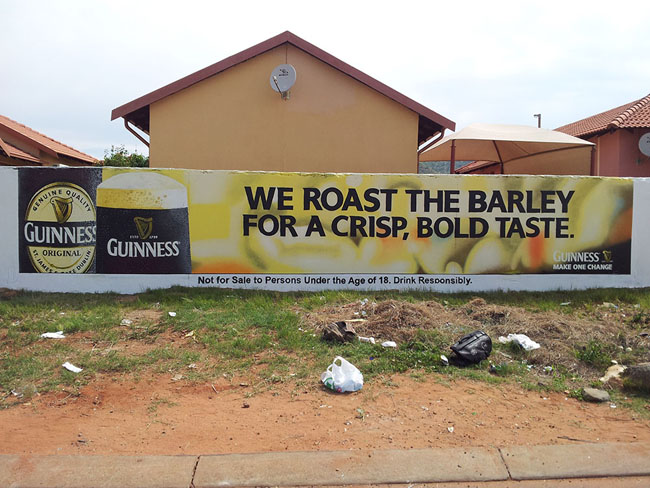 GENUINE QUALITY
GUINNESS
ORIGINAL
GUINNESS
WE ROAST THE BARLEY
FOR A CRISP, BOLD TASTE.
GUINNESS
MAKE ONE CHANGE
Not for Sale to Persons Under the Age of 18. Drink Responsibly.